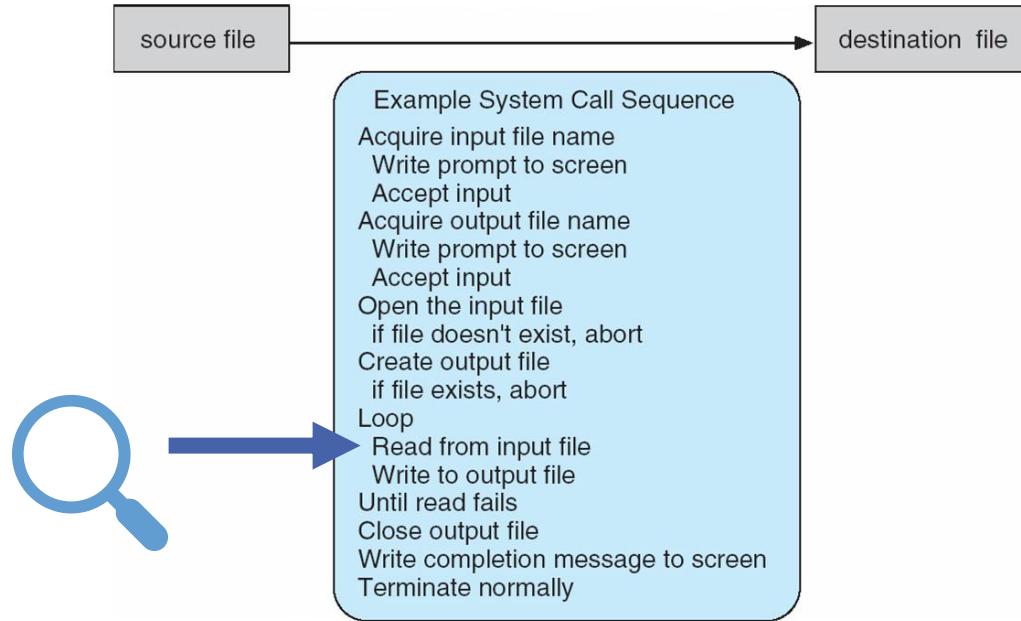 source file
destination file
Example System Call Sequence
Acquire input file name
Write prompt to screen
Accept input
Acquire output file name
Write prompt to screen
Accept input
Open the input file
if file doesn't exist, abort
Create output file
if file exists, abort
Loop
Read from input file
Write to output file
Until read fails
Close output file
Write completion message to screen
Terminate normally